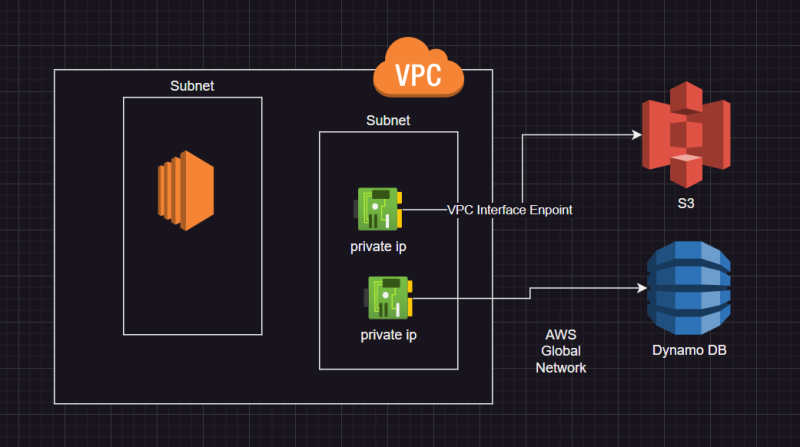 VPC
Subnet
Subnet
private ip
VPC Interface Enpoint
private ip
S3
AWS
Global
Network
Dynamo DB